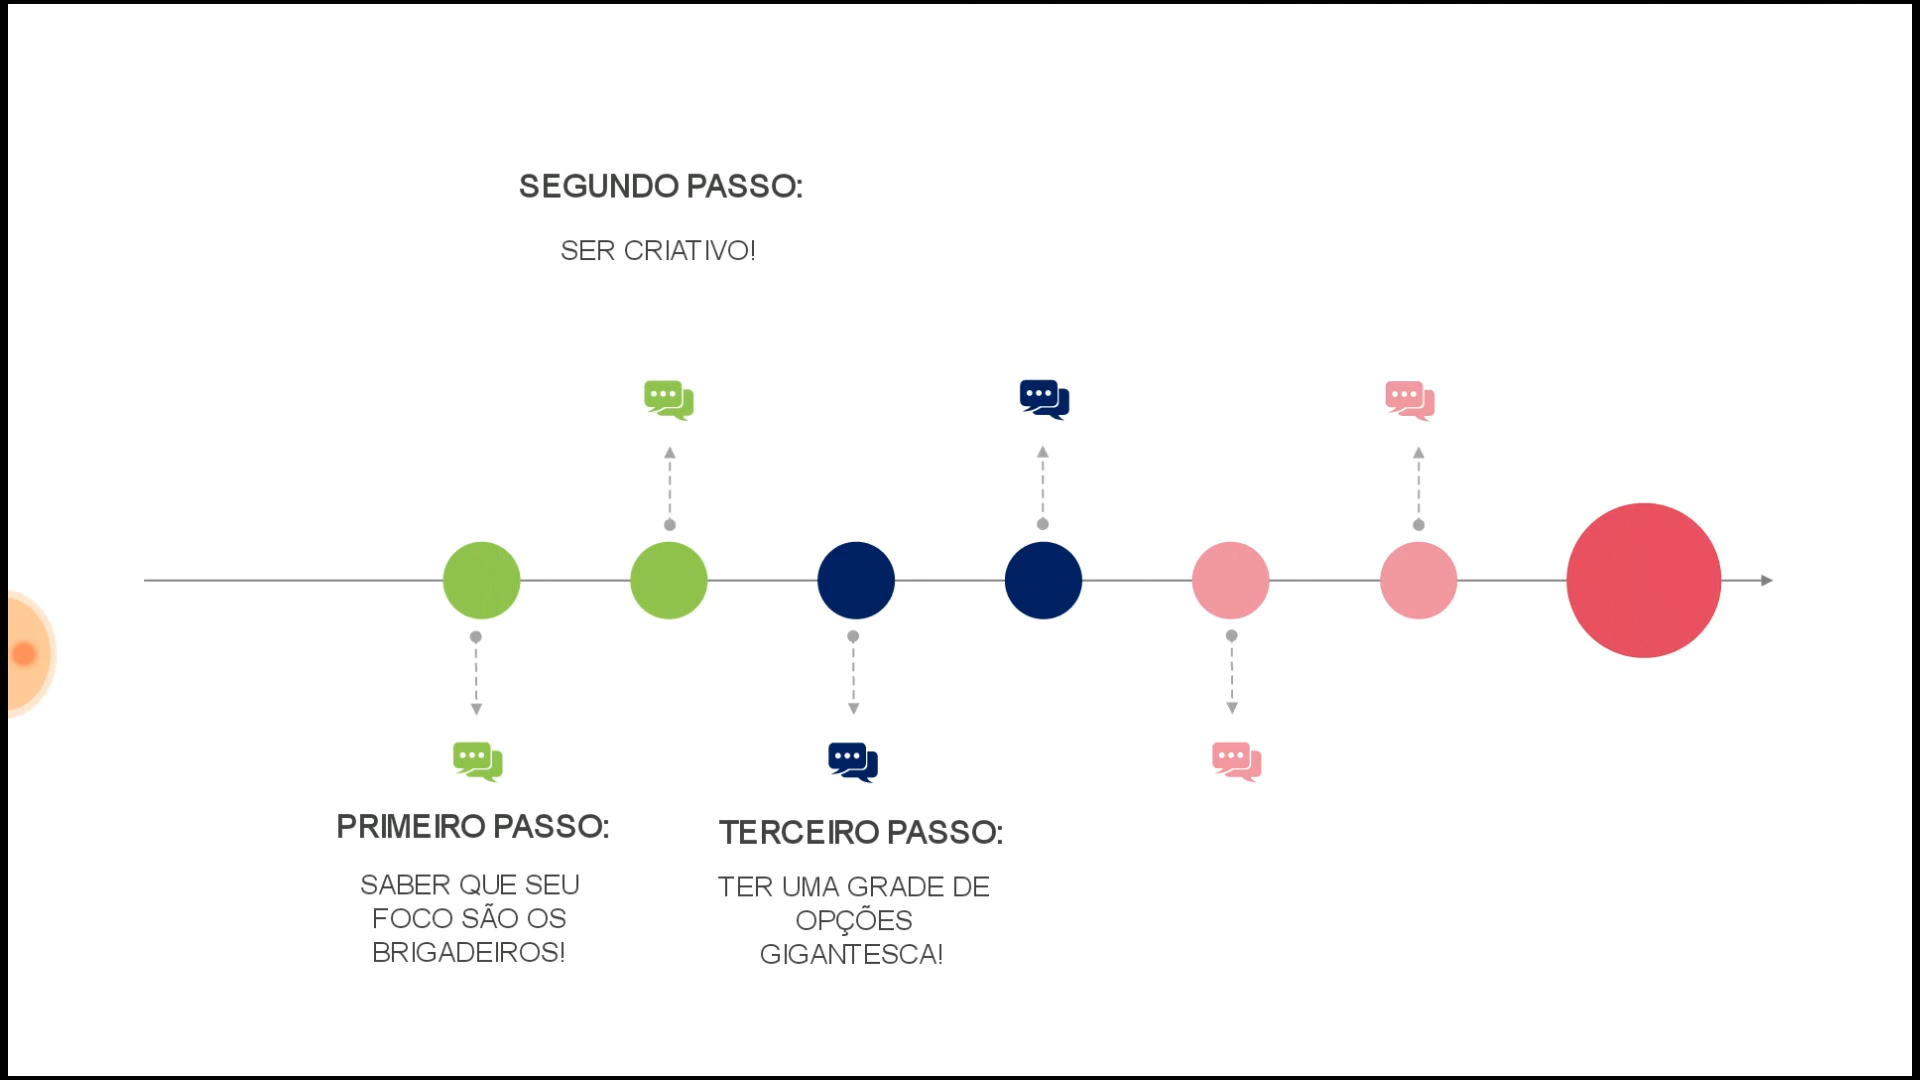 SEGUNDO PASSO:
SER CRIATIVO!
PRIMEIRO PASSO:
SABER QUE SEU
FOCO SÃO OS
BRIGADEIROS!
TERCEIRO PASSO:
TER UMA GRADE DE
OPÇÕES
GIGANTESCA!